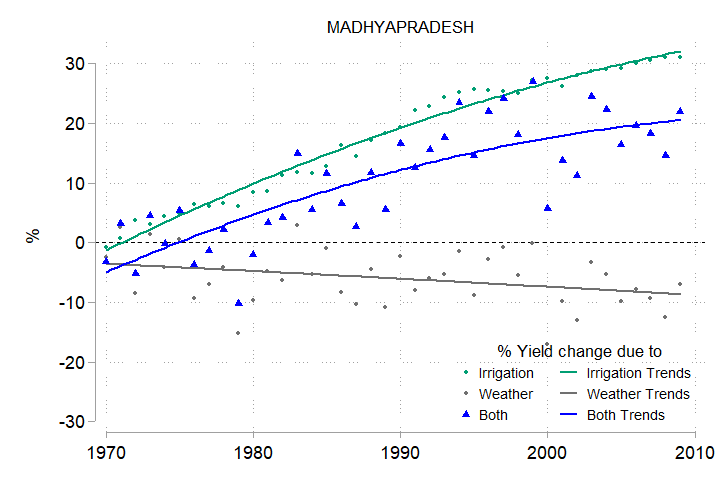 MADHYAPRADESH
30
20
10
0
-10
-20
-30
%
1970 1980 1990 2000 2010
% Yield change due to
Irrigation Irrigation Trends
Weather Weather Trends
Both Both Trends